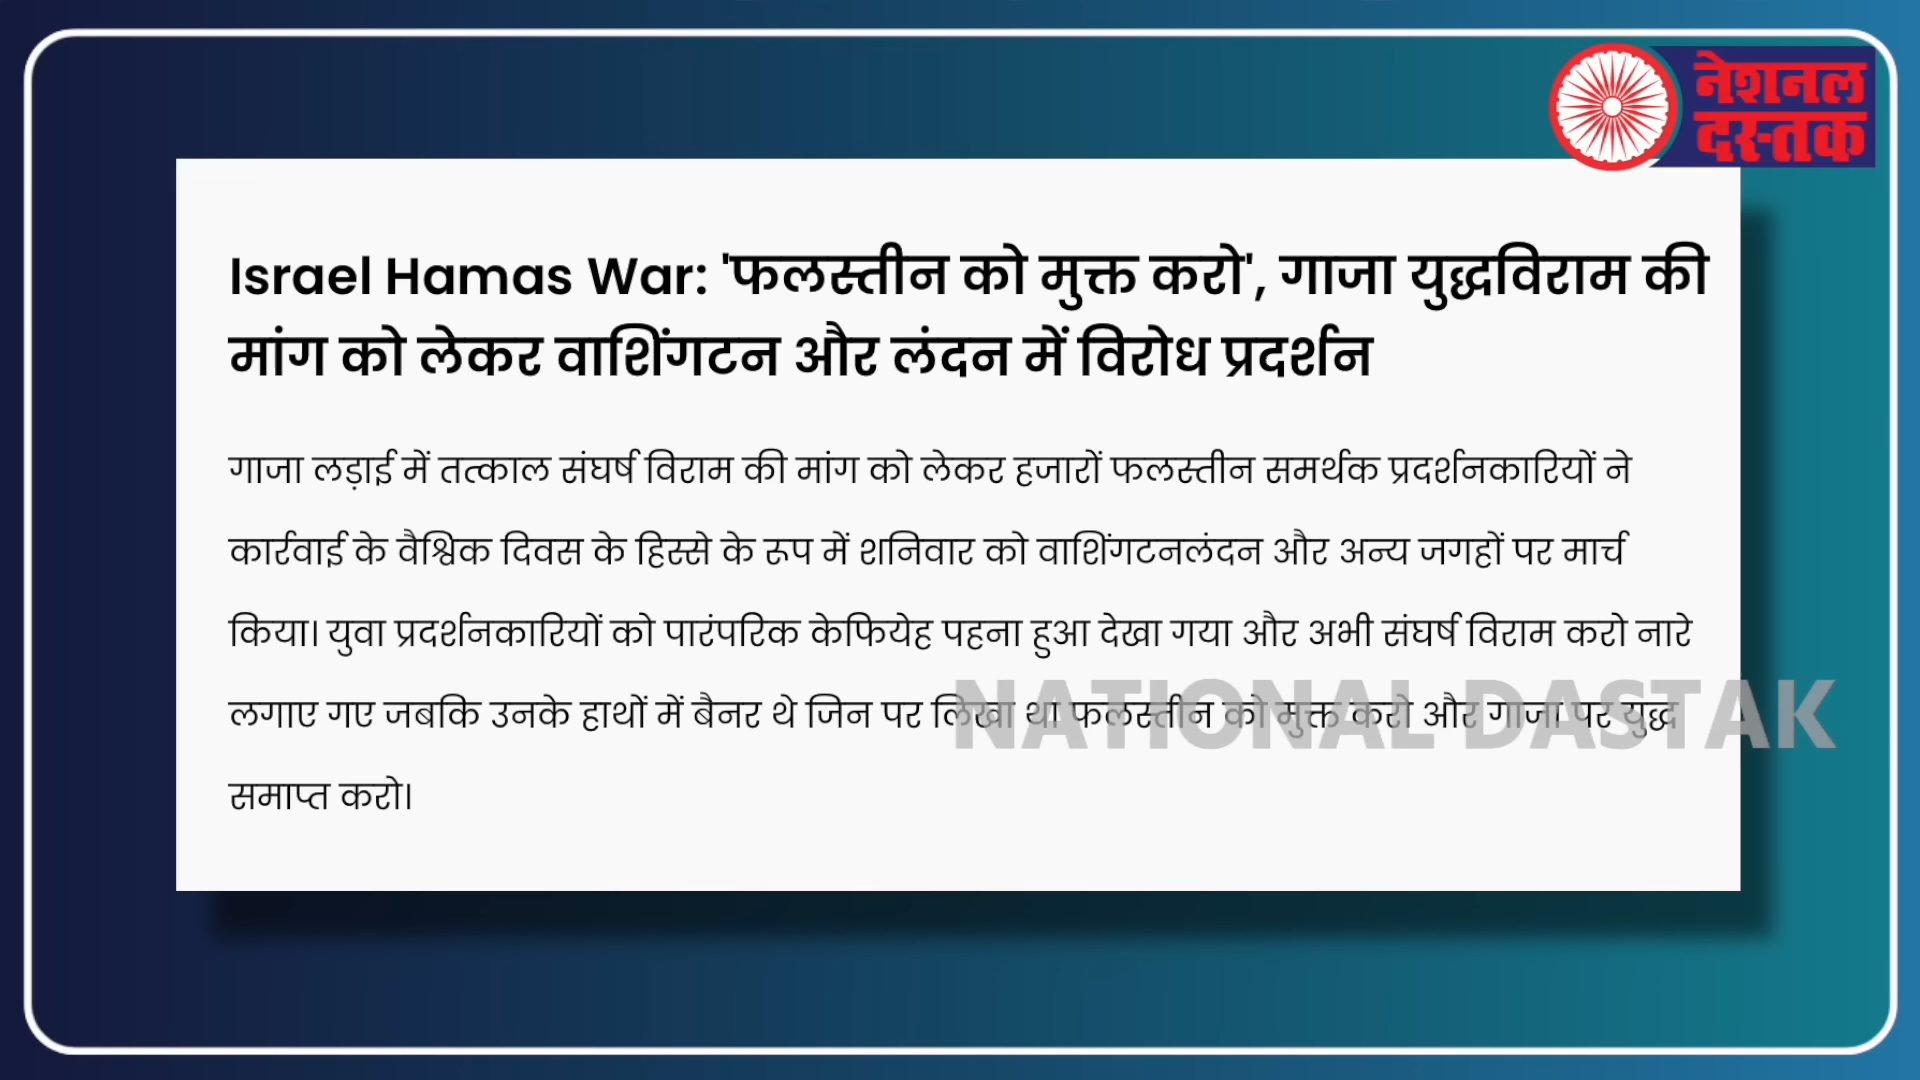 नेशनल
दस्तक
Israel Hamas War: 'फलस्तीन को मुक्त करो', गाजा युद्धविराम की
मांग को लेकर वाशिंगटन और लंदन में विरोध प्रदर्शन
गाजा लड़ाई में तत्काल संघर्ष विराम की मांग को लेकर हजारों फलस्तीन समर्थक प्रदर्शनकारियों ने
कार्रवाई के वैश्विक दिवस के हिस्से के रूप में शनिवार को वाशिंगटनलंदन और अन्य जगहों पर मार्च
किया। युवा प्रदर्शनकारियों को पारंपरिक केफियेह पहना हुआ देखा गया और अभी संघर्ष विराम करो नारे
लगाए गए जबकि उनके हाथों में बैनर थे जिन पर लिखा था फलस्तीन को मुक्त करो और गाजा पर युद्ध
समाप्त करो।
NATIONAL DASTAK